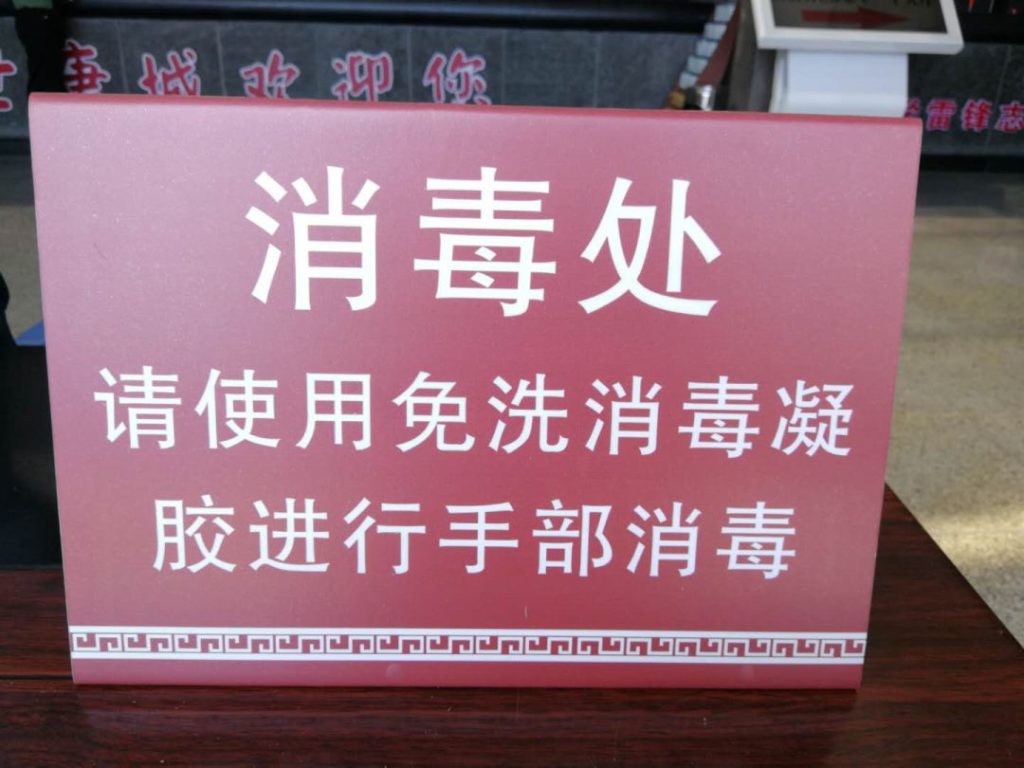 城欢迎您
雷锋志
消毒处
请使用免洗消毒凝
胶进行手部消毒